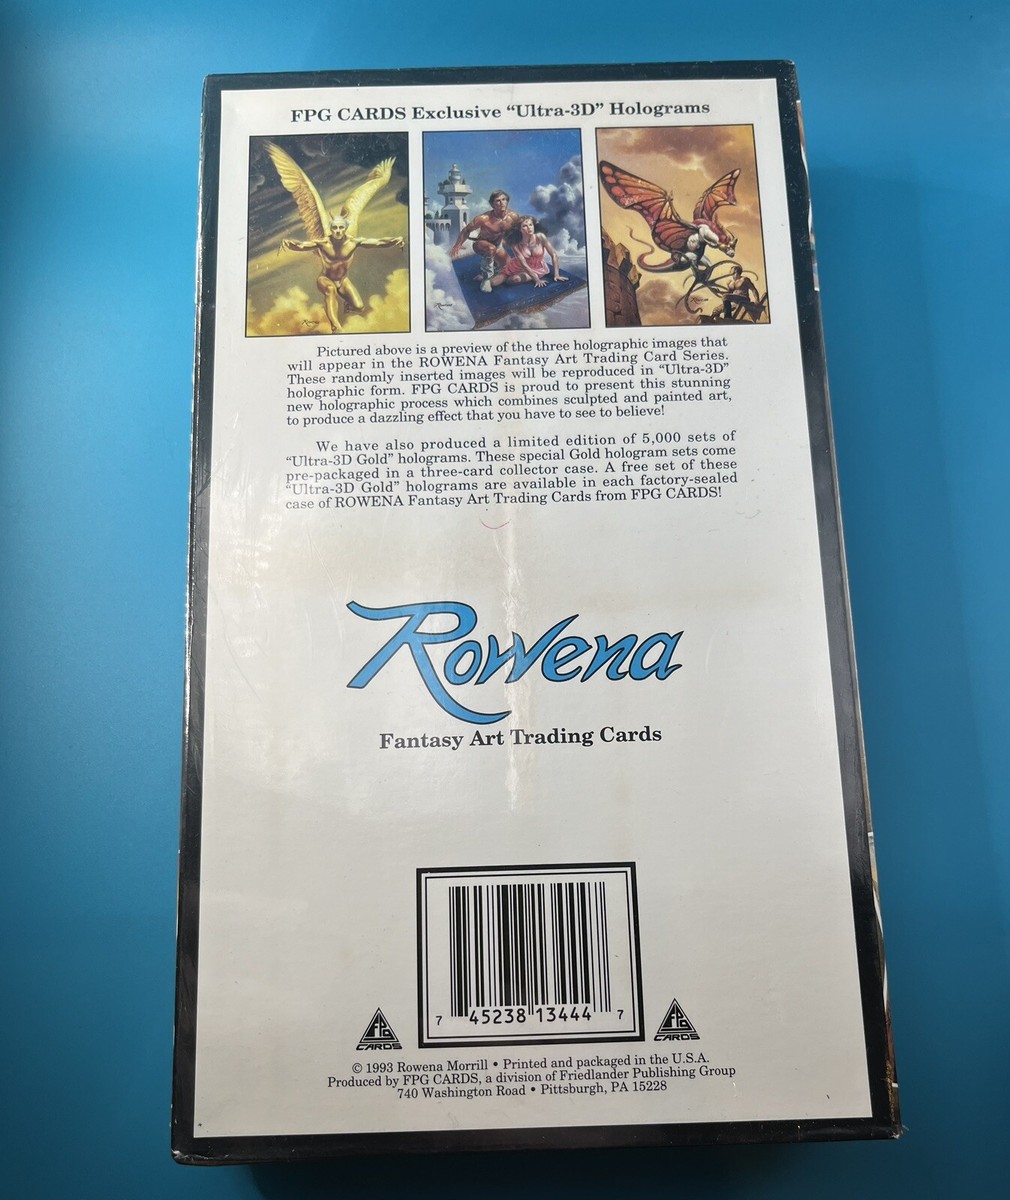 FPG CARDS Exclusive “Ultra-3D” Holograms
Pictured above is a preview of the three holographic images that
will appear in the ROWENA Fantasy Art Trading Card Series.
These randomly inserted images will be reproduced in “Ultra-3D”
holographic form. FPG CARDS is proud to present this stunning
new holographic process which combines sculpted and painted art,
to produce a dazzling effect that you have to see to believe!
We have also produced a limited edition of 5,000 sets of
“Ultra-3D Gold” holograms. These special Gold hologram sets come
pre-packaged in a three-card collector case. A free set of these
“Ultra-3D Gold” holograms are available in each factory-sealed
case of ROWENA Fantasy Art Trading Cards from FPG CARDS!
Rowena
Fantasy Art Trading Cards
7 45238 13444 7
FPG CARDS
FPG CARDS
© 1993 Rowena Morrill • Printed and packaged in the U.S.A.
Produced by FPG CARDS, a division of Friedlander Publishing Group
740 Washington Road • Pittsburgh, PA 15228